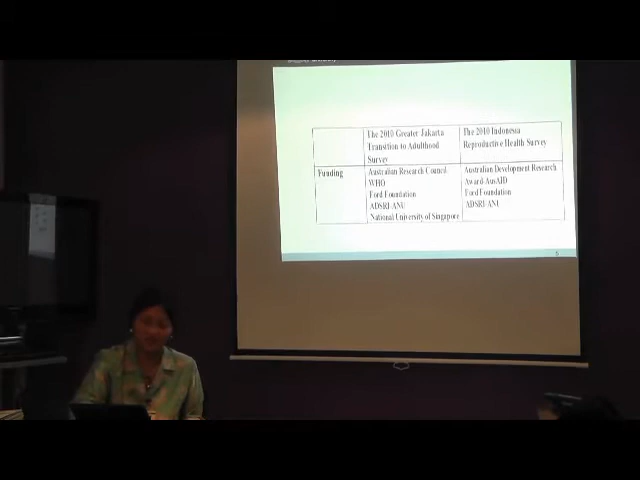 The 2010 Greater Jakarta
Transition to Adulthood
Survey
The 2010 Indonesia
Reproductive Health Survey
Funding
Australian Research Council
WHO
Ford Foundation
ADSRI-ANU
National University of Singapore
Australian Development Research
Award-AusAID
Ford Foundation
ADSRI-ANU
6